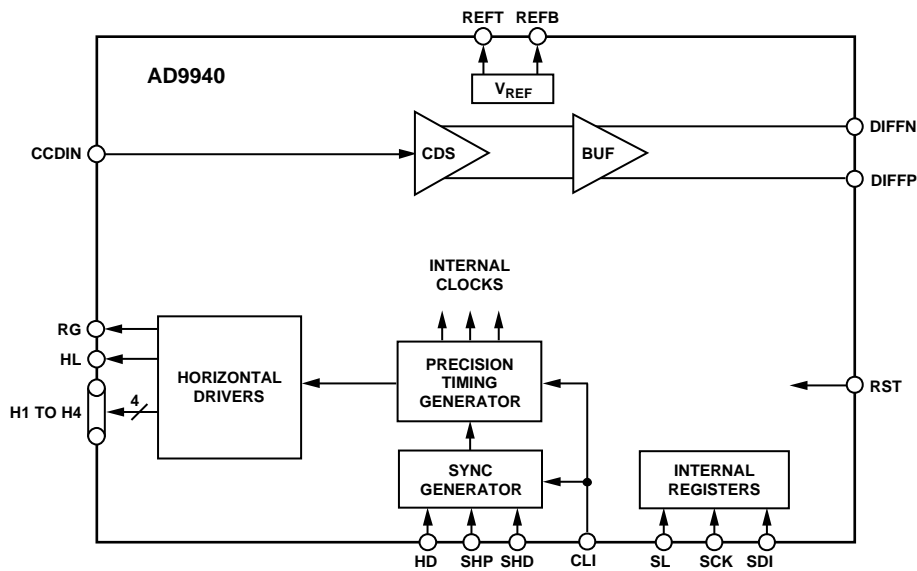 REFT REFB
AD9940
VREF
CCDIN
CDS
BUF
DIFFN
DIFFP
INTERNAL
CLOCKS
RG
HL
H1 TO H4
4
HORIZONTAL
DRIVERS
PRECISION
TIMING
GENERATOR
RST
SYNC
GENERATOR
INTERNAL
REGISTERS
HD SHP SHD CLI SL SCK SDI